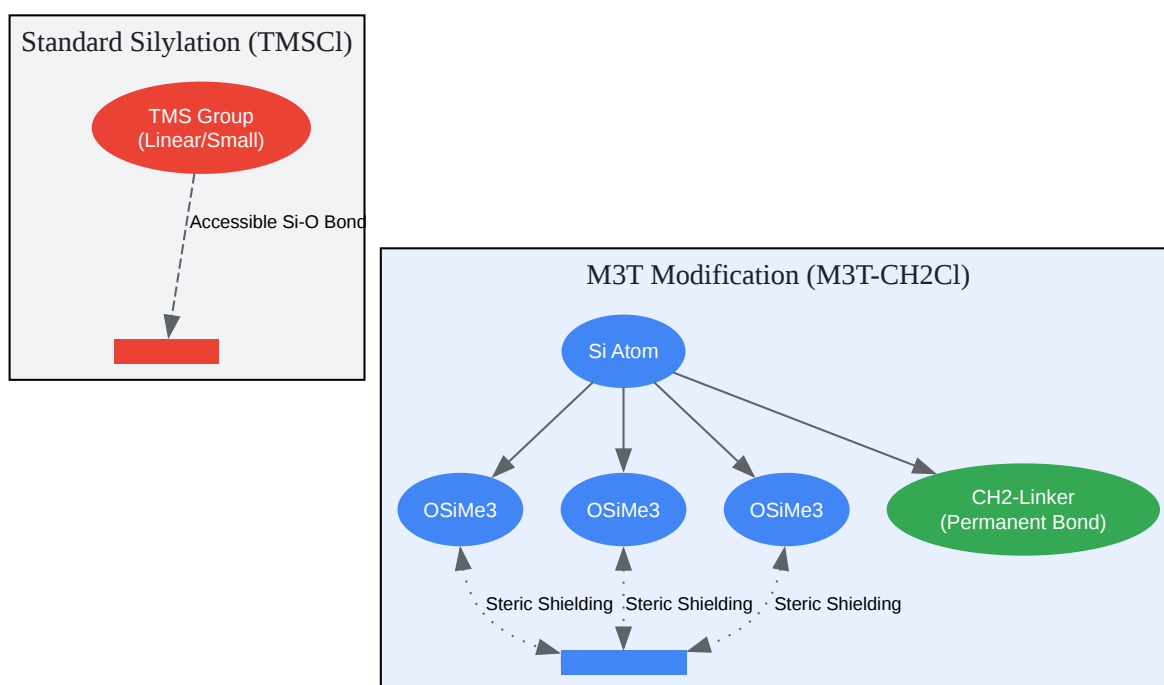 Standard Silylation (TMSCl)
TMS Group
(Linear/Small)
Accessible Si-O Bond
M3T Modification (M3T-CH2Cl)
Si Atom
OSiMe3
OSiMe3
OSiMe3
CH2-Linker
(Permanent Bond)
Steric Shielding
Steric Shielding
Steric Shielding